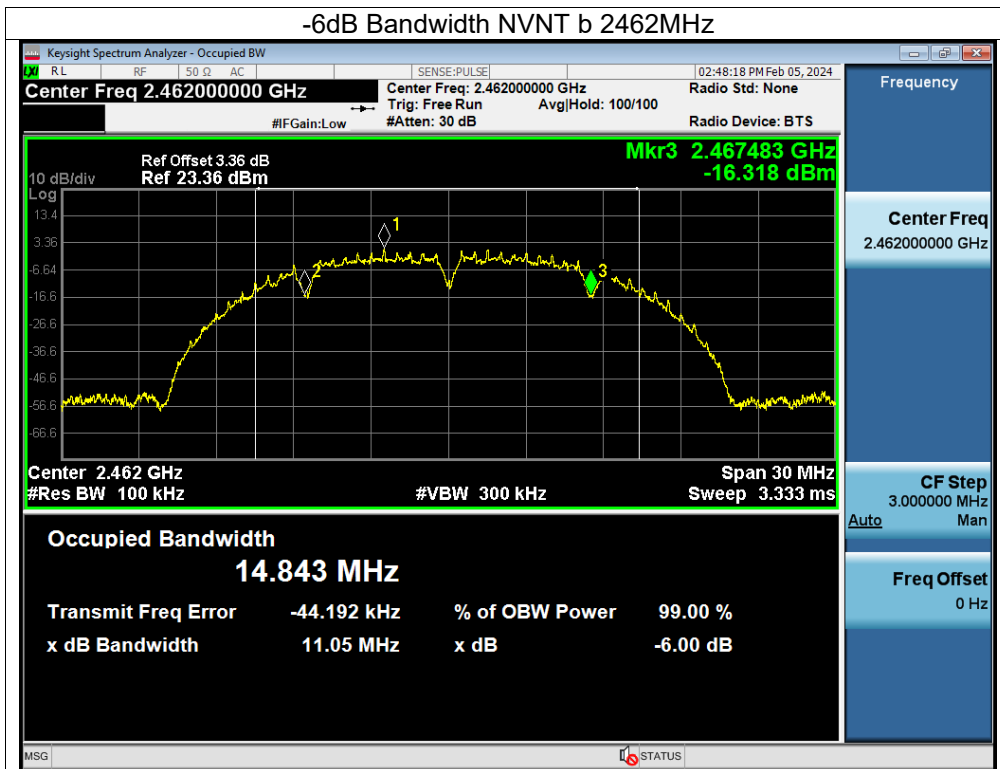 -6dB Bandwidth NVNT b 2462MHz
Keysight Spectrum Analyzer - Occupied BW
LXI RL RF 50 Ω AC SENSE:PULSE 02:48:18 PM Feb 05, 2024
Center Freq 2.462000000 GHz Center Freq: 2.462000000 GHz Radio Std: None
Trig: Free Run Avg|Hold: 100/100
#IFGain:Low #Atten: 30 dB Radio Device: BTS
Mkr3 2.467483 GHz
-16.318 dBm
Ref Offset 3.36 dB
10 dB/div Ref 23.36 dBm
Log
13.4
3.36
-6.64
-16.6
-26.6
-36.6
-46.6
-56.6
-66.6
1
2
3
Center 2.462 GHz Span 30 MHz
#Res BW 100 kHz #VBW 300 kHz Sweep 3.333 ms
Occupied Bandwidth
14.843 MHz
Transmit Freq Error -44.192 kHz % of OBW Power 99.00 %
x dB Bandwidth 11.05 MHz x dB -6.00 dB
Frequency
Center Freq
2.462000000 GHz
CF Step
3.000000 MHz
Auto Man
Freq Offset
0 Hz
MSG STATUS